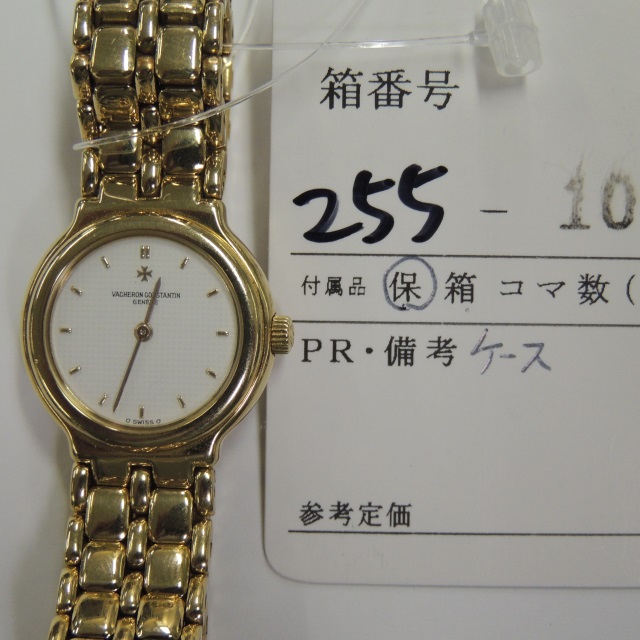 VACHERON CONSTANTIN
GENEVE
SWISS
箱番号
255 - 10
付属品 保 箱 コマ数(
PR・備考 ケース
参考定価